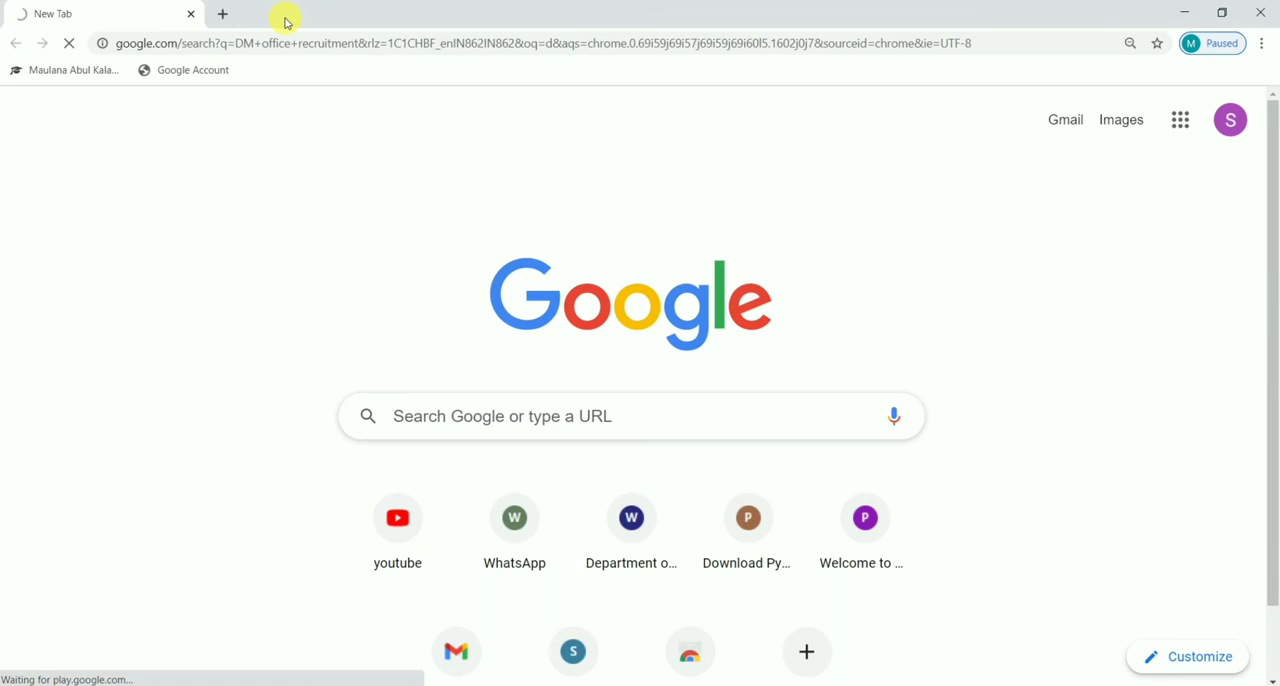 New Tab
google.com/search?q=DM+office+recruitment&rlz=1C1CHBF_enIN862IN862&oq=d&aqs=chrome.0.69i59j69i57j69i59j69i60l5.1602j0j7&sourceid=chrome&ie=UTF-8
M Paused
Maulana Abul Kala... Google Account
Gmail Images S
Google
Search Google or type a URL
W W P P
youtube WhatsApp Department o... Download Py... Welcome to ...
S
Customize
Waiting for play.google.com...